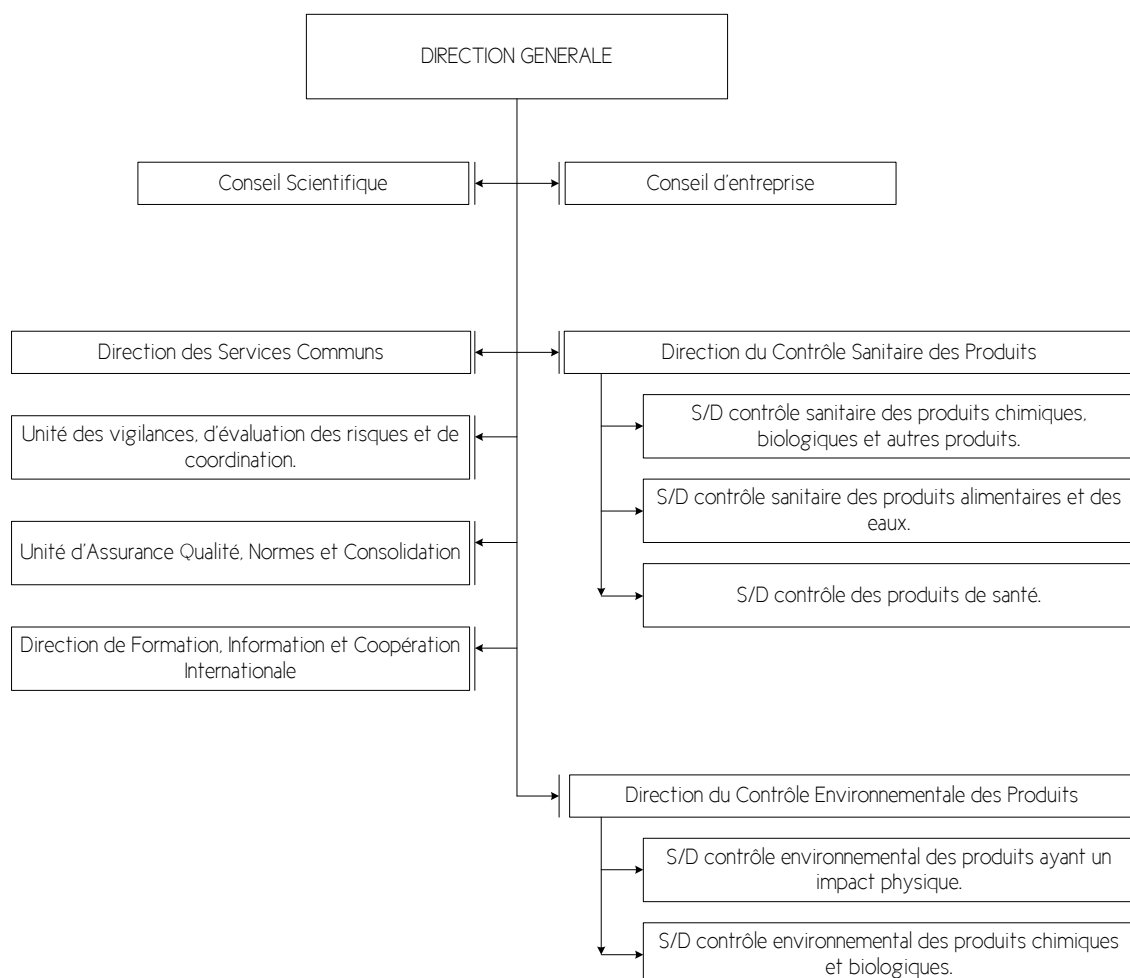 DIRECTION GENERALE
Conseil Scientifique
Conseil d'entreprise
Direction des Services Communs
Direction du Contrôle Sanitaire des Produits
S/D contrôle sanitaire des produits chimiques,
biologiques et autres produits.
Unité des vigilances, d'évaluation des risques et de
coordination.
S/D contrôle sanitaire des produits alimentaires et des
eaux.
Unité d'Assurance Qualité, Normes et Consolidation
S/D contrôle des produits de santé.
Direction de Formation, Information et Coopération
Internationale
Direction du Contrôle Environnementale des Produits
S/D contrôle environnemental des produits ayant un
impact physique.
S/D contrôle environnemental des produits chimiques
et biologiques.